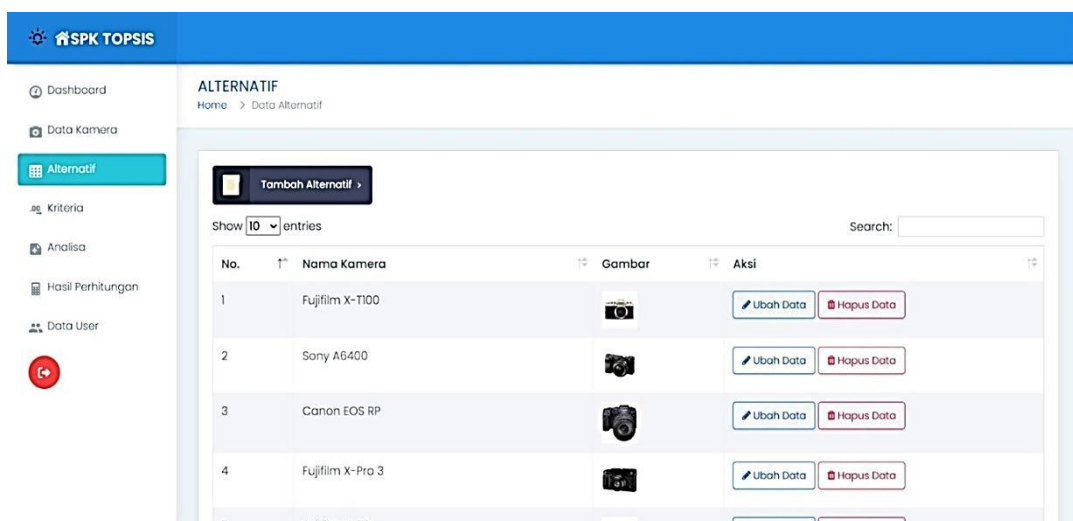 SPK TOPSIS
Dashboard
Data Kamera
Alternatif
Kriteria
Analisa
Hasil Perhitungan
Data User
ALTERNATIF
Home > Data Alternatif
Tambah Alternatif >
Show 10 entries
Search:
No. Nama Kamera Gambar Aksi
1 Fujifilm X-T100 Ubah Data Hapus Data
2 Sony A6400 Ubah Data Hapus Data
3 Canon EOS RP Ubah Data Hapus Data
4 Fujifilm X-Pro 3 Ubah Data Hapus Data